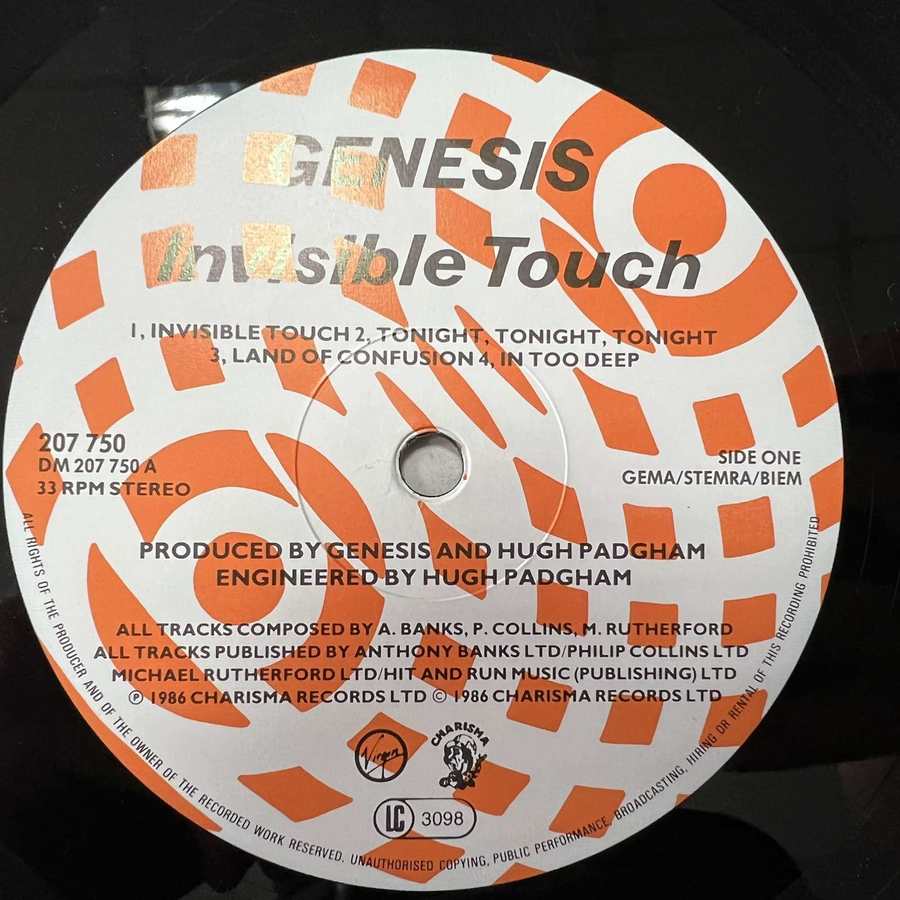 GENESIS
Invisible Touch
1, INVISIBLE TOUCH 2, TONIGHT, TONIGHT, TONIGHT
3, LAND OF CONFUSION 4, IN TOO DEEP
207 750
DM 207 750 A
33 RPM STEREO
SIDE ONE
GEMA/STEMRA/BIEM
PRODUCED BY GENESIS AND HUGH PADGHAM
ENGINEERED BY HUGH PADGHAM
ALL TRACKS COMPOSED BY A. BANKS, P. COLLINS, M. RUTHERFORD
ALL TRACKS PUBLISHED BY ANTHONY BANKS LTD/PHILIP COLLINS LTD
MICHAEL RUTHERFORD LTD/HIT AND RUN MUSIC (PUBLISHING) LTD
℗ 1986 CHARISMA RECORDS LTD © 1986 CHARISMA RECORDS LTD
Virgin
CHARISMA
LC 3098
ALL RIGHTS OF THE PRODUCER AND OF THE OWNER OF THE RECORDED WORK RESERVED. UNAUTHORISED COPYING, PUBLIC PERFORMANCE, BROADCASTING, HIRING OR RENTAL OF THIS RECORDING PROHIBITED